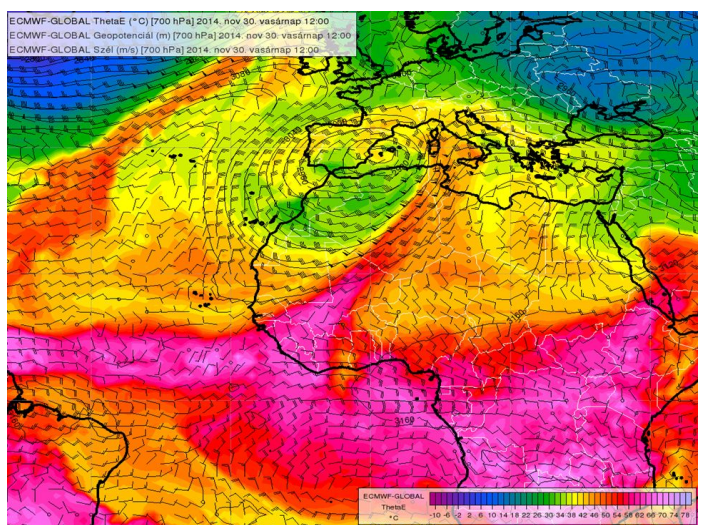 ECMWF-GLOBAL ThetaE (°C) [700 hPa] 2014. nov 30. vasárnap 12:00
ECMWF-GLOBAL Geopotenciál (m) [700 hPa] 2014. nov 30. vasárnap 12:00
ECMWF-GLOBAL Szél (m/s) [700 hPa] 2014. nov 30. vasárnap 12:00
3080
3150
3160
ECMWF-GLOBAL
ThetaE
°C
-10 -6 -2 2 6 10 14 18 22 26 30 34 38 42 46 50 54 58 62 66 70 74 78